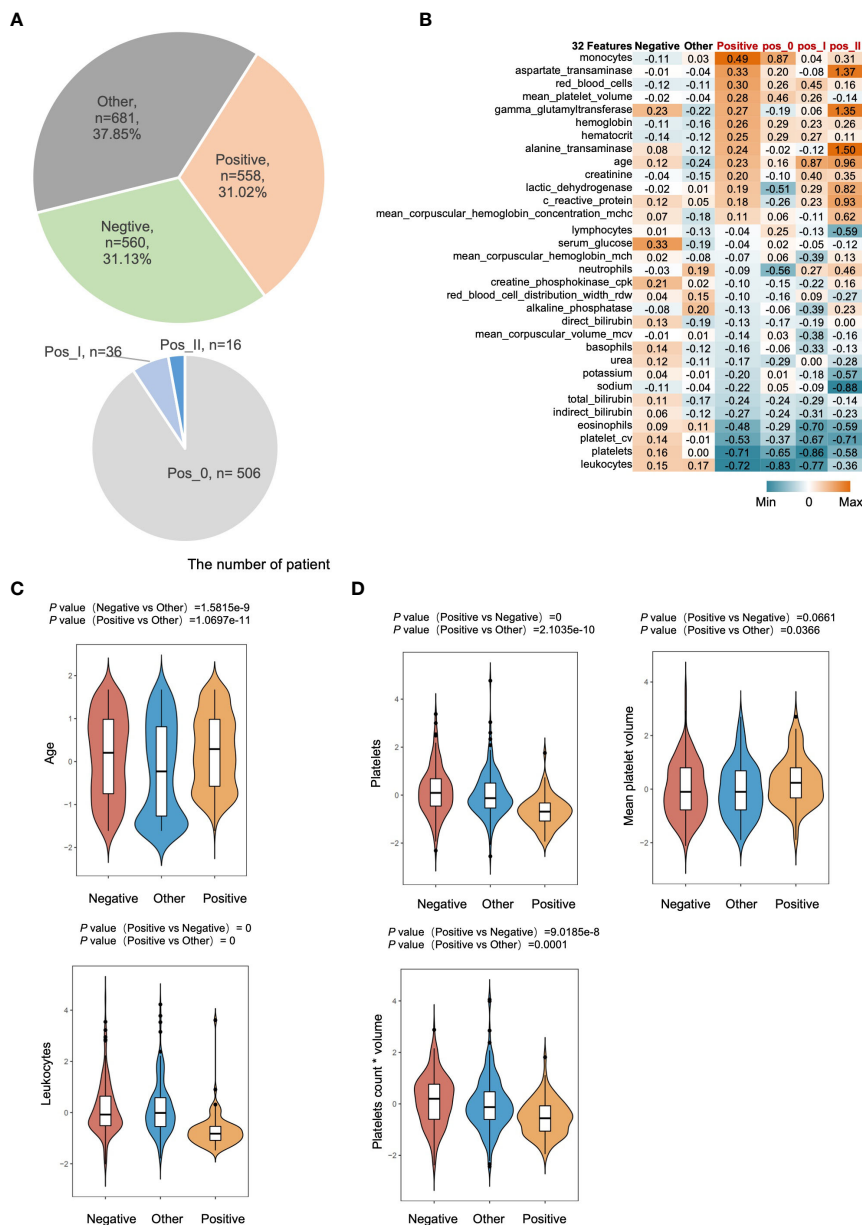 A
Other,
n=681,
37.85%
Positive,
n=558,
31.02%
Negtive,
n=560,
31.13%
Pos_I, n=36
Pos_II, n=16
Pos_0, n= 506
The number of patient
B
32 Features Negative Other Positive pos_0 pos_I pos_II
monocytes -0.11 0.03 0.49 0.87 0.04 0.31
aspartate_transaminase -0.01 -0.04 0.33 0.20 -0.08 1.37
red_blood_cells -0.12 -0.11 0.30 0.26 0.45 0.16
mean_platelet_volume -0.02 -0.04 0.28 0.46 0.26 -0.14
gamma_glutamyltransferase 0.23 -0.22 0.27 -0.19 0.06 1.35
hemoglobin -0.11 -0.16 0.26 0.29 0.23 0.26
hematocrit -0.14 -0.12 0.25 0.29 0.27 0.11
alanine_transaminase 0.08 -0.12 0.24 -0.02 -0.12 1.50
age 0.12 -0.24 0.23 0.16 0.87 0.96
creatinine -0.04 -0.15 0.20 -0.10 0.40 0.35
lactic_dehydrogenase -0.02 0.01 0.19 -0.51 0.29 0.82
c_reactive_protein 0.12 0.05 0.18 -0.26 0.23 0.93
mean_corpuscular_hemoglobin_concentration_mchc 0.07 -0.18 0.11 0.06 -0.11 0.62
lymphocytes 0.01 -0.13 -0.04 0.25 -0.13 -0.59
serum_glucose 0.33 -0.19 -0.04 0.02 -0.05 -0.12
mean_corpuscular_hemoglobin_mch 0.02 -0.08 -0.07 0.06 -0.39 0.13
neutrophils -0.03 0.19 -0.09 -0.56 0.27 0.46
creatine_phosphokinase_cpk 0.21 0.02 -0.10 -0.15 -0.22 0.16
red_blood_cell_distribution_width_rdw 0.04 0.15 -0.10 -0.16 0.09 -0.27
alkaline_phosphatase -0.08 0.20 -0.13 -0.06 -0.39 0.23
direct_bilirubin 0.13 -0.19 -0.13 -0.17 -0.19 0.00
mean_corpuscular_volume_mcv 0.01 0.01 -0.14 0.03 -0.38 -0.16
basophils 0.14 -0.12 -0.16 -0.06 -0.33 -0.13
urea 0.12 -0.11 -0.17 -0.29 0.00 -0.28
potassium 0.04 -0.01 -0.20 0.01 -0.18 -0.57
sodium -0.11 -0.04 -0.22 0.05 -0.09 -0.88
total_bilirubin 0.11 -0.17 -0.24 -0.24 -0.29 -0.14
indirect_bilirubin 0.06 -0.12 -0.27 -0.24 -0.31 -0.23
eosinophils 0.09 0.11 -0.48 -0.29 -0.70 -0.59
platelet_cv 0.14 -0.01 -0.53 -0.37 -0.67 -0.71
platelets 0.16 0.00 -0.71 -0.65 -0.86 -0.58
leukocytes 0.15 0.17 -0.72 -0.83 -0.77 -0.36
Min 0 Max
C
P value（Negative vs Other）=1.5815e-9
P value（Positive vs Other）=1.0697e-11
Age
2
1
0
−1
−2
Negative Other Positive
P value（Positive vs Negative）= 0
P value（Positive vs Other）= 0
Leukocytes
4
2
0
−2
Negative Other Positive
D
P value（Positive vs Negative）=0
P value（Positive vs Other）=2.1035e-10
Platelets
4
2
0
−2
Negative Other Positive
P value（Positive vs Negative）=0.0661
P value（Positive vs Other）=0.0366
Mean platelet volume
4
2
0
−2
Negative Other Positive
P value（Positive vs Negative）=9.0185e-8
P value（Positive vs Other）=0.0001
Platelets count * volume
4
2
0
−2
Negative Other Positive